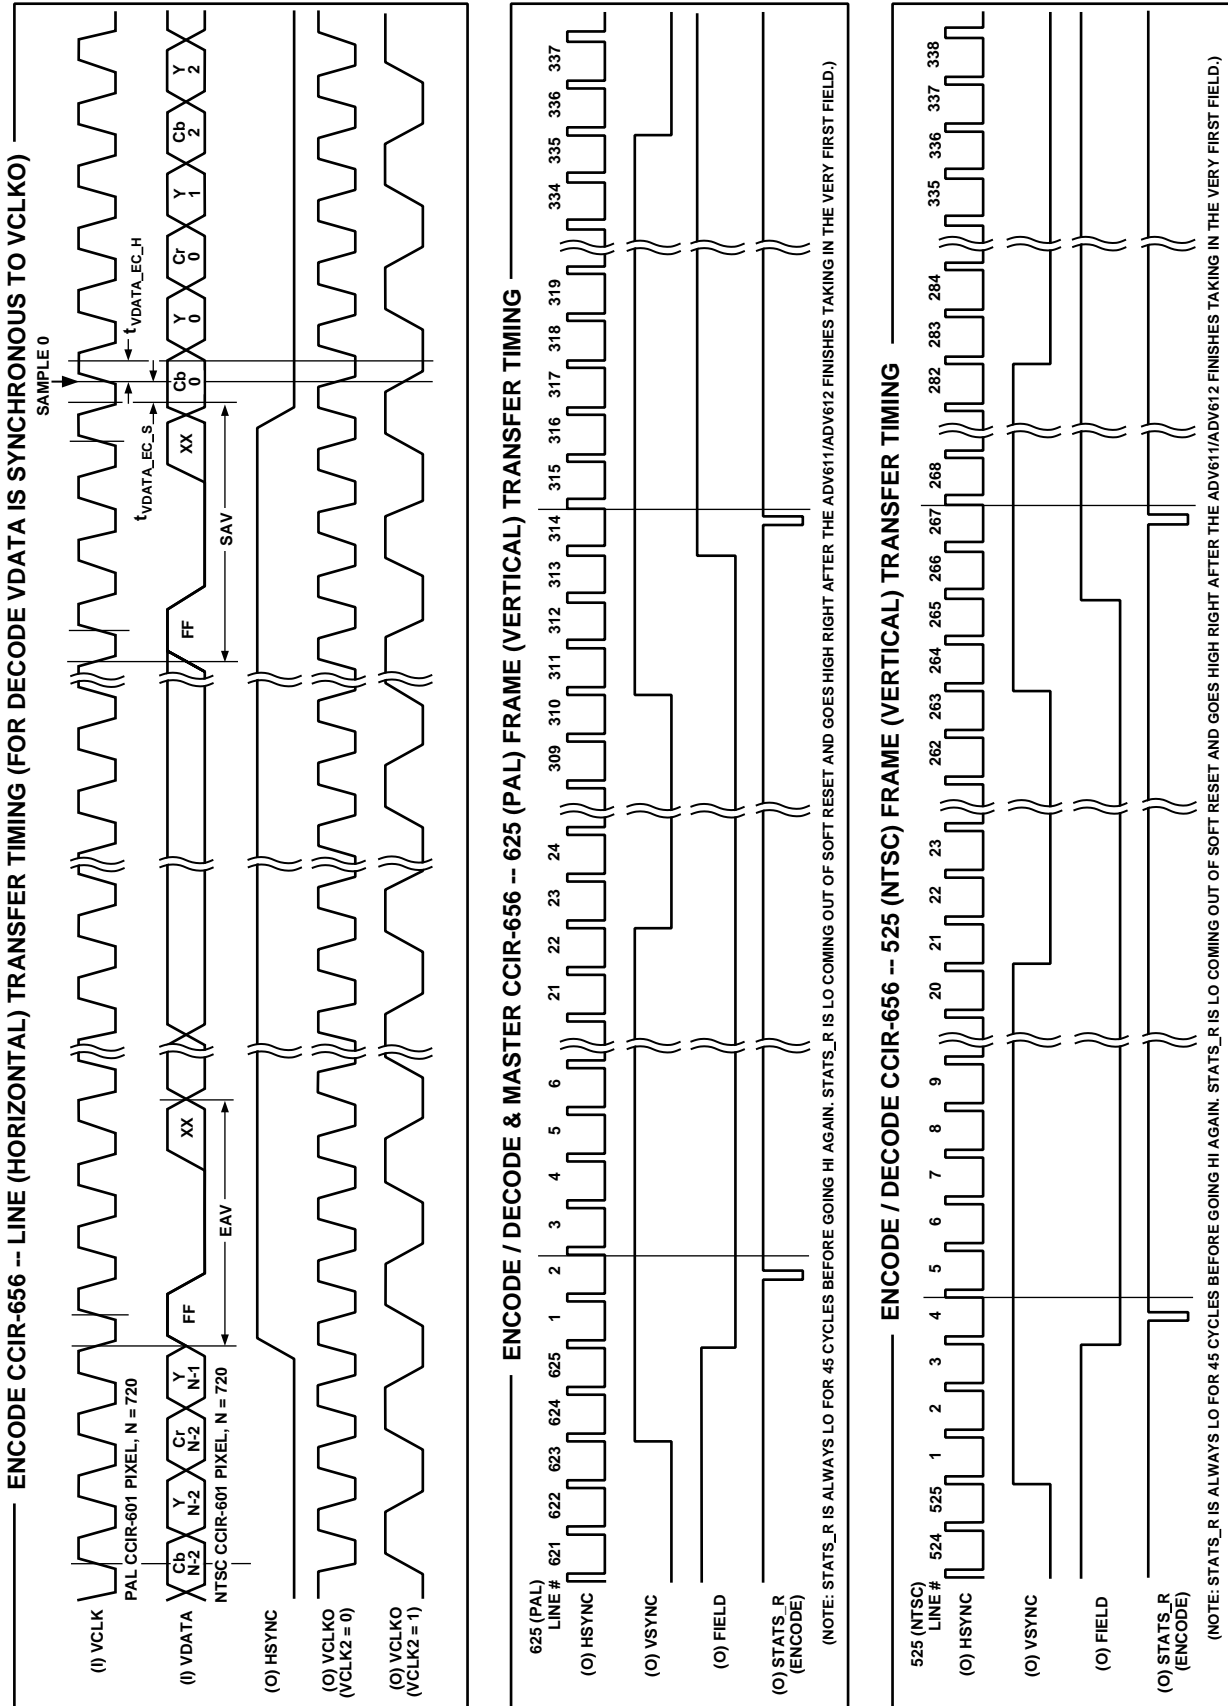 ENCODE CCIR-656 -- LINE (HORIZONTAL) TRANSFER TIMING (FOR DECODE VDATA IS SYNCHRONOUS TO VCLKO)
SAMPLE 0
(I) VCLK
PAL CCIR-601 PIXEL, N = 720
tVDATA_EC_S
tVDATA_EC_H
(I) VDATA
Cb N-2
Y N-2
Cr N-2
Y N-1
FF
XX
FF
XX
Cb 0
Y 0
Cr 0
Y 1
Cb 2
Y 2
NTSC CCIR-601 PIXEL, N = 720
EAV
SAV
(O) HSYNC
(O) VCLKO
(VCLK2 = 0)
(O) VCLKO
(VCLK2 = 1)
ENCODE / DECODE & MASTER CCIR-656 -- 625 (PAL) FRAME (VERTICAL) TRANSFER TIMING
625 (PAL)
LINE # 621 622 623 624 625 1 2 3 4 5 6 21 22 23 24 309 310 311 312 313 314 315 316 317 318 319 334 335 336 337
(O) HSYNC
(O) VSYNC
(O) FIELD
(O) STATS_R
(ENCODE)
(NOTE: STATS_R IS ALWAYS LO FOR 45 CYCLES BEFORE GOING HI AGAIN. STATS_R IS LO COMING OUT OF SOFT RESET AND GOES HIGH RIGHT AFTER THE ADV611/ADV612 FINISHES TAKING IN THE VERY FIRST FIELD.)
ENCODE / DECODE CCIR-656 -- 525 (NTSC) FRAME (VERTICAL) TRANSFER TIMING
525 (NTSC)
LINE # 524 525 1 2 3 4 5 6 7 8 9 20 21 22 23 262 263 264 265 266 267 268 282 283 284 335 336 337 338
(O) HSYNC
(O) VSYNC
(O) FIELD
(O) STATS_R
(ENCODE)
(NOTE: STATS_R IS ALWAYS LO FOR 45 CYCLES BEFORE GOING HI AGAIN. STATS_R IS LO COMING OUT OF SOFT RESET AND GOES HIGH RIGHT AFTER THE ADV611/ADV612 FINISHES TAKING IN THE VERY FIRST FIELD.)